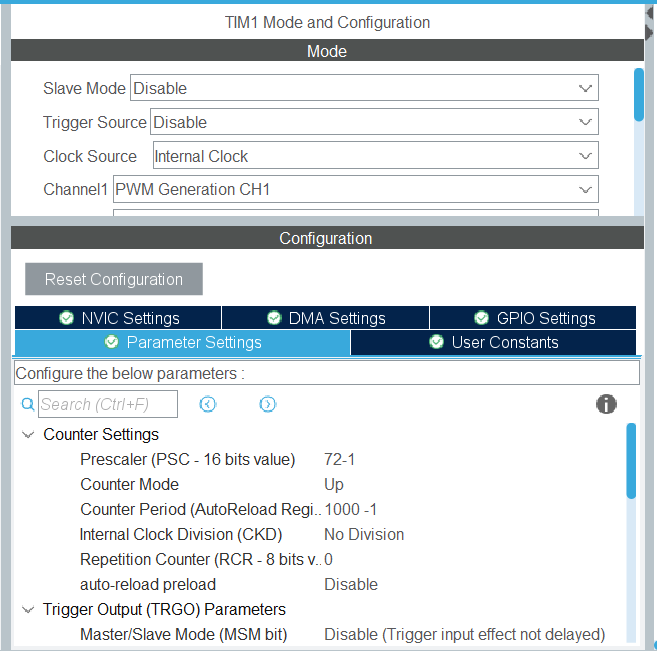 TIM1 Mode and Configuration
Mode
Slave Mode Disable
Trigger Source Disable
Clock Source Internal Clock
Channel1 PWM Generation CH1
Configuration
Reset Configuration
NVIC Settings DMA Settings GPIO Settings
Parameter Settings User Constants
Configure the below parameters :
Search (Ctrl+F)
Counter Settings
Prescaler (PSC - 16 bits value) 72-1
Counter Mode Up
Counter Period (AutoReload Regi.. 1000 -1
Internal Clock Division (CKD) No Division
Repetition Counter (RCR - 8 bits v.. 0
auto-reload preload Disable
Trigger Output (TRGO) Parameters
Master/Slave Mode (MSM bit) Disable (Trigger input effect not delayed)